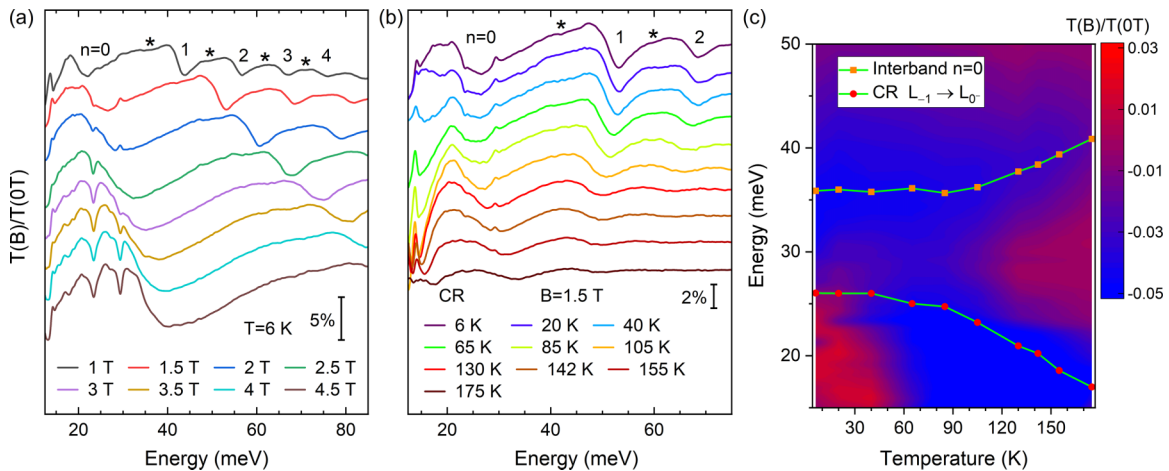 (a)
n=0 * 1 * 2 * 3 * 4
T(B)/T(0T)
T=6 K
5%
1 T 1.5 T 2 T 2.5 T
3 T 3.5 T 4 T 4.5 T
20 40 60 80
Energy (meV)
(b)
n=0 * 1 * 2
CR B=1.5 T 2%
6 K 20 K 40 K
65 K 85 K 105 K
130 K 142 K 155 K
175 K
20 40 60
Energy (meV)
(c)
T(B)/T(0T)
50
40
30
20
Energy (meV)
Interband n=0
CR L₋₁ → L₀⁻
0.03
0.01
-0.01
-0.03
-0.05
30 60 90 120 150
Temperature (K)